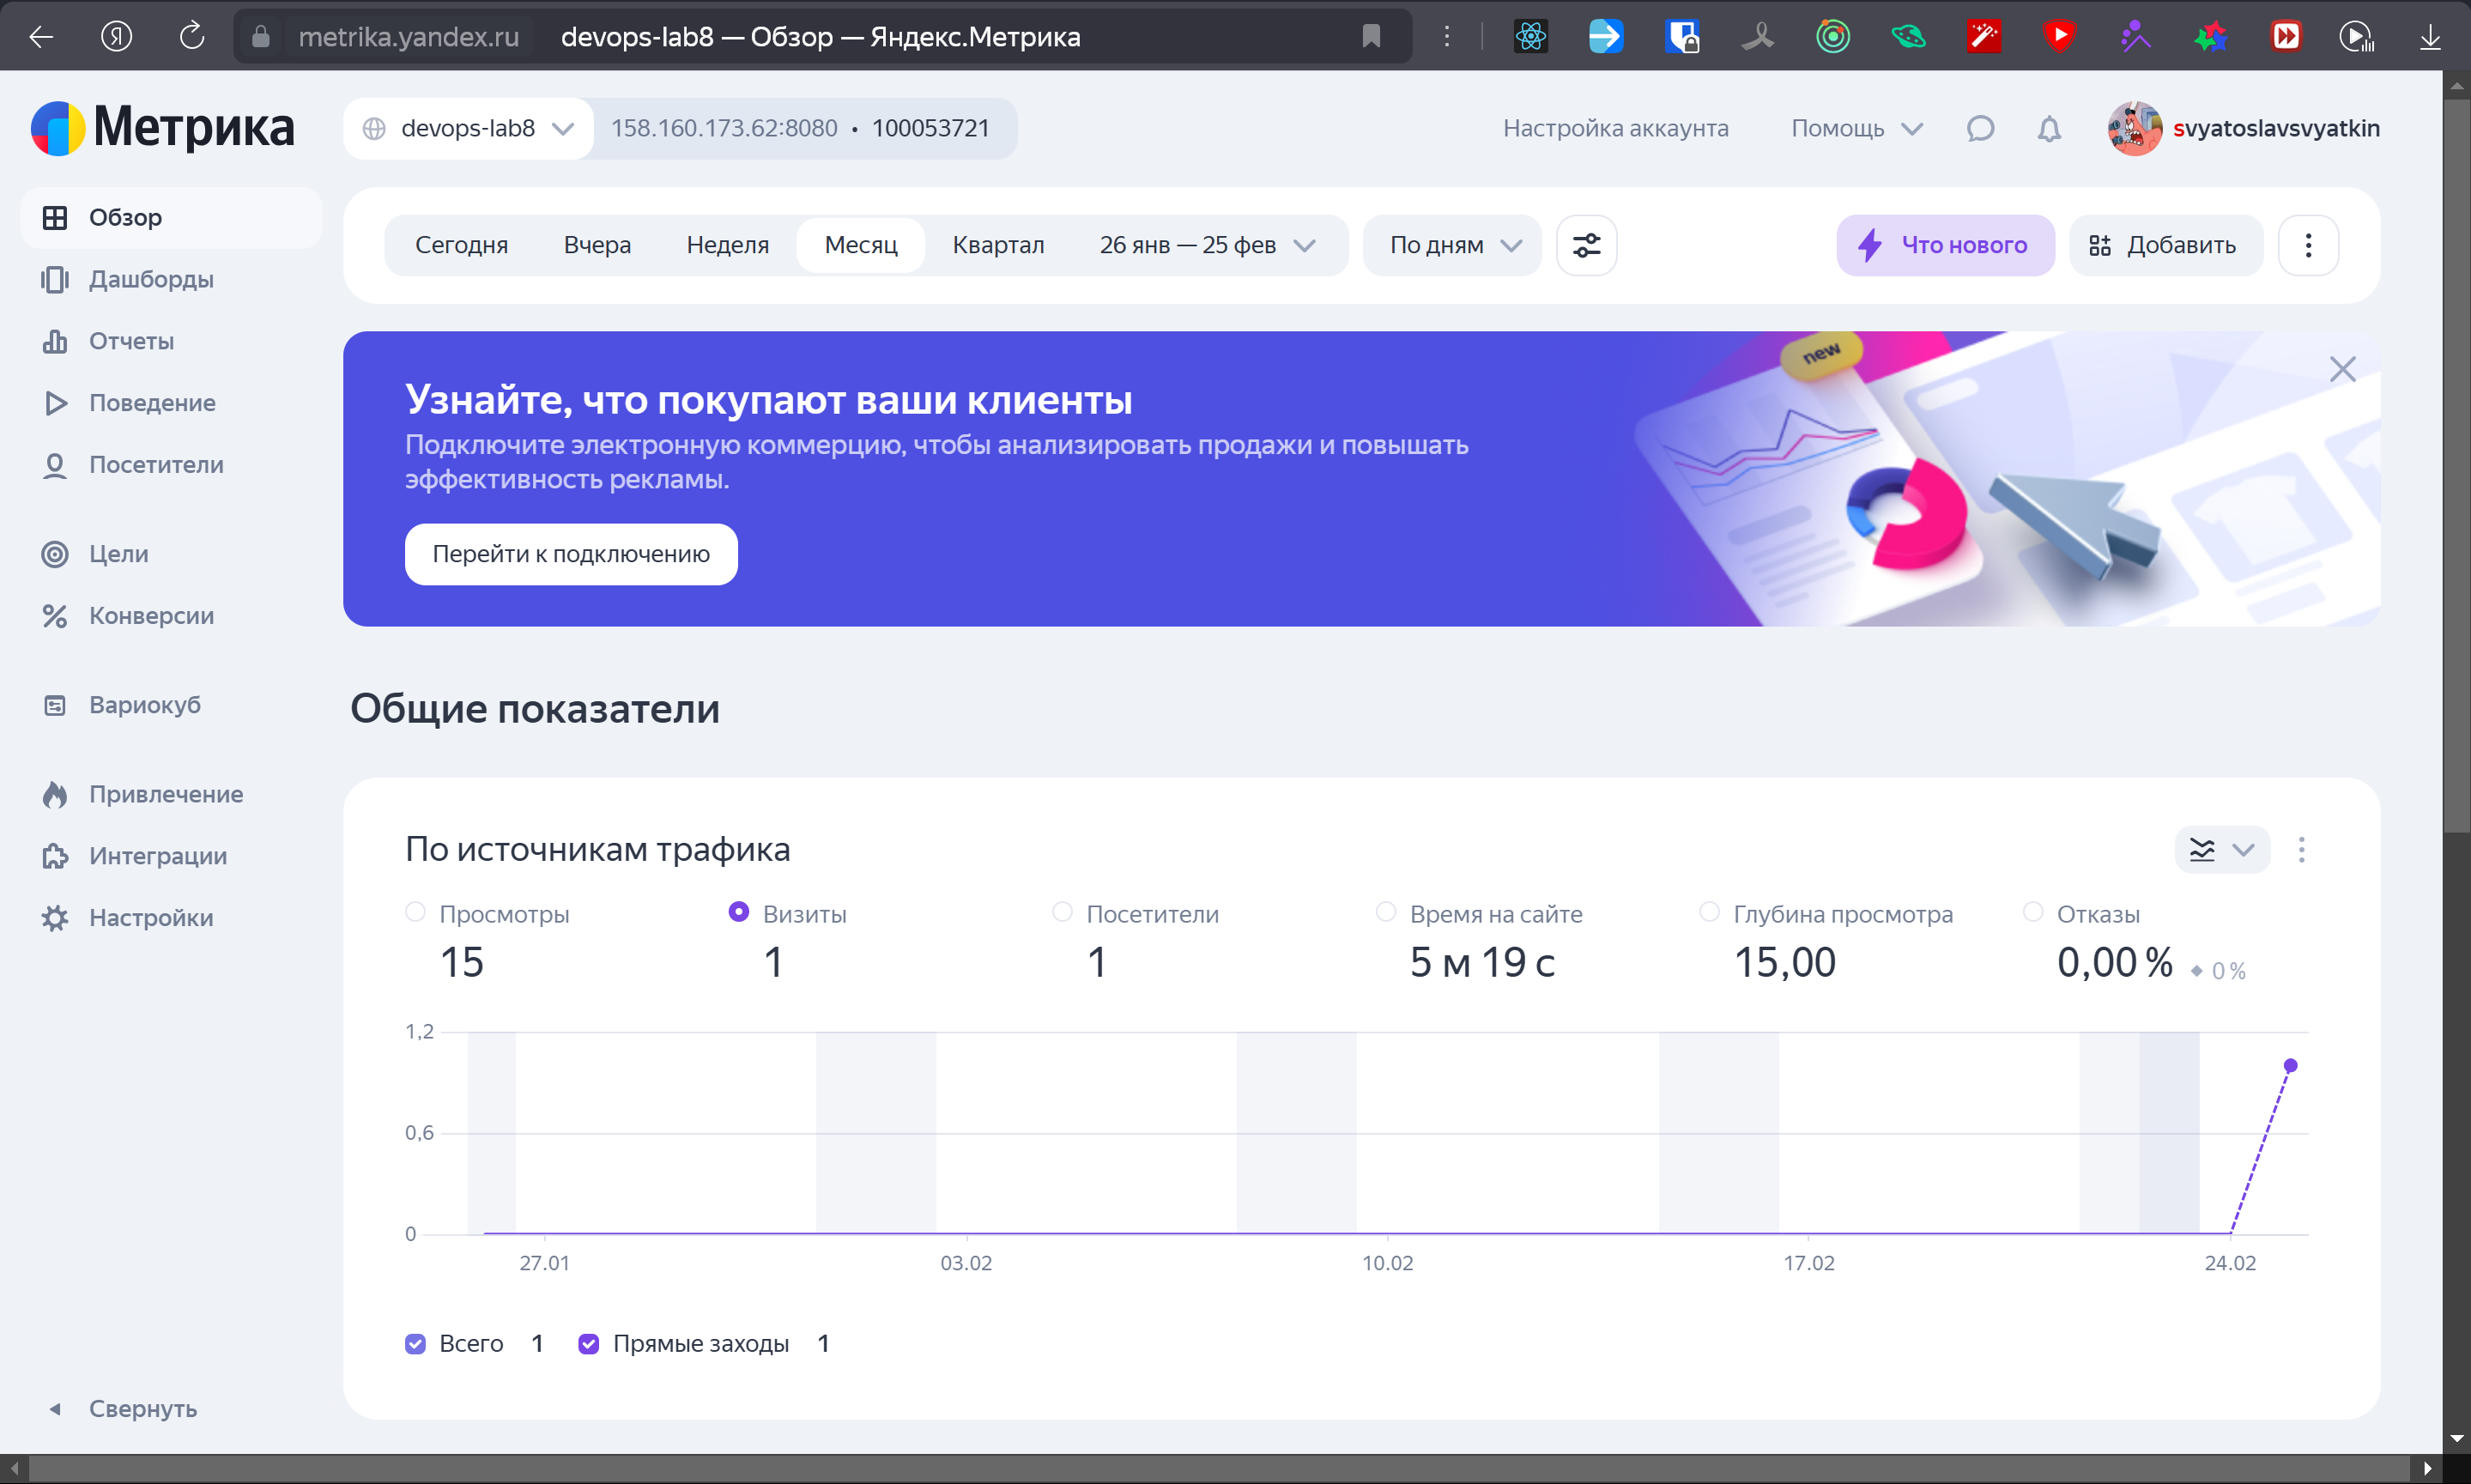 metrika.yandex.ru devops-lab8 — Обзор — Яндекс.Метрика
Метрика
devops-lab8 158.160.173.62:8080 • 100053721
Настройка аккаунта Помощь svyatoslavsvyatkin
Обзор
Дашборды
Отчеты
Поведение
Посетители
Цели
Конверсии
Вариокуб
Привлечение
Интеграции
Настройки
Свернуть
Сегодня Вчера Неделя Месяц Квартал 26 янв — 25 фев По дням Что нового Добавить
new
Узнайте, что покупают ваши клиенты
Подключите электронную коммерцию, чтобы анализировать продажи и повышать
эффективность рекламы.
Перейти к подключению
Общие показатели
По источникам трафика
Просмотры Визиты Посетители Время на сайте Глубина просмотра Отказы
15 1 1 5 м 19 с 15,00 0,00 % 0 %
1,2
0,6
0
27.01 03.02 10.02 17.02 24.02
Всего 1 Прямые заходы 1